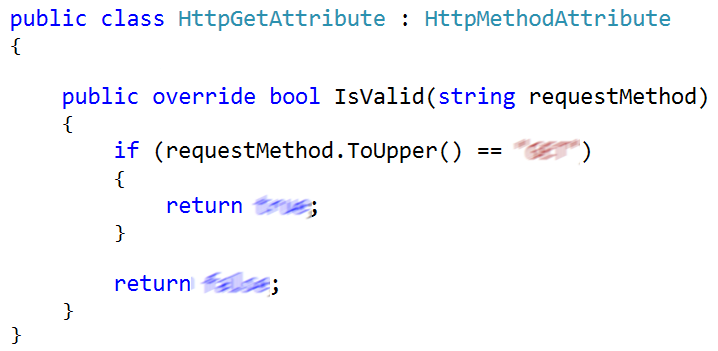 public class HttpGetAttribute : HttpMethodAttribute
{
public override bool IsValid(string requestMethod)
{
if (requestMethod.ToUpper() == )
{
return ;
}
return ;
}
}